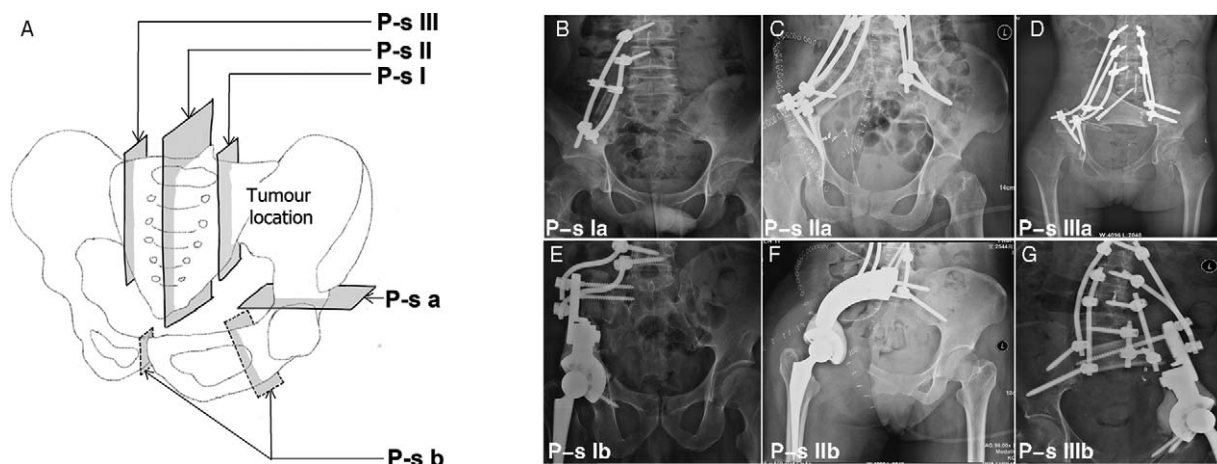 A
P-s III
P-s II
P-s I
Tumour
location
P-s a
P-s b
B
P–s Ia
C
L
14cm
P–s IIa
D
P–s IIIa
E
P–s Ib
F
P–s IIb
G
L
P–s IIIb